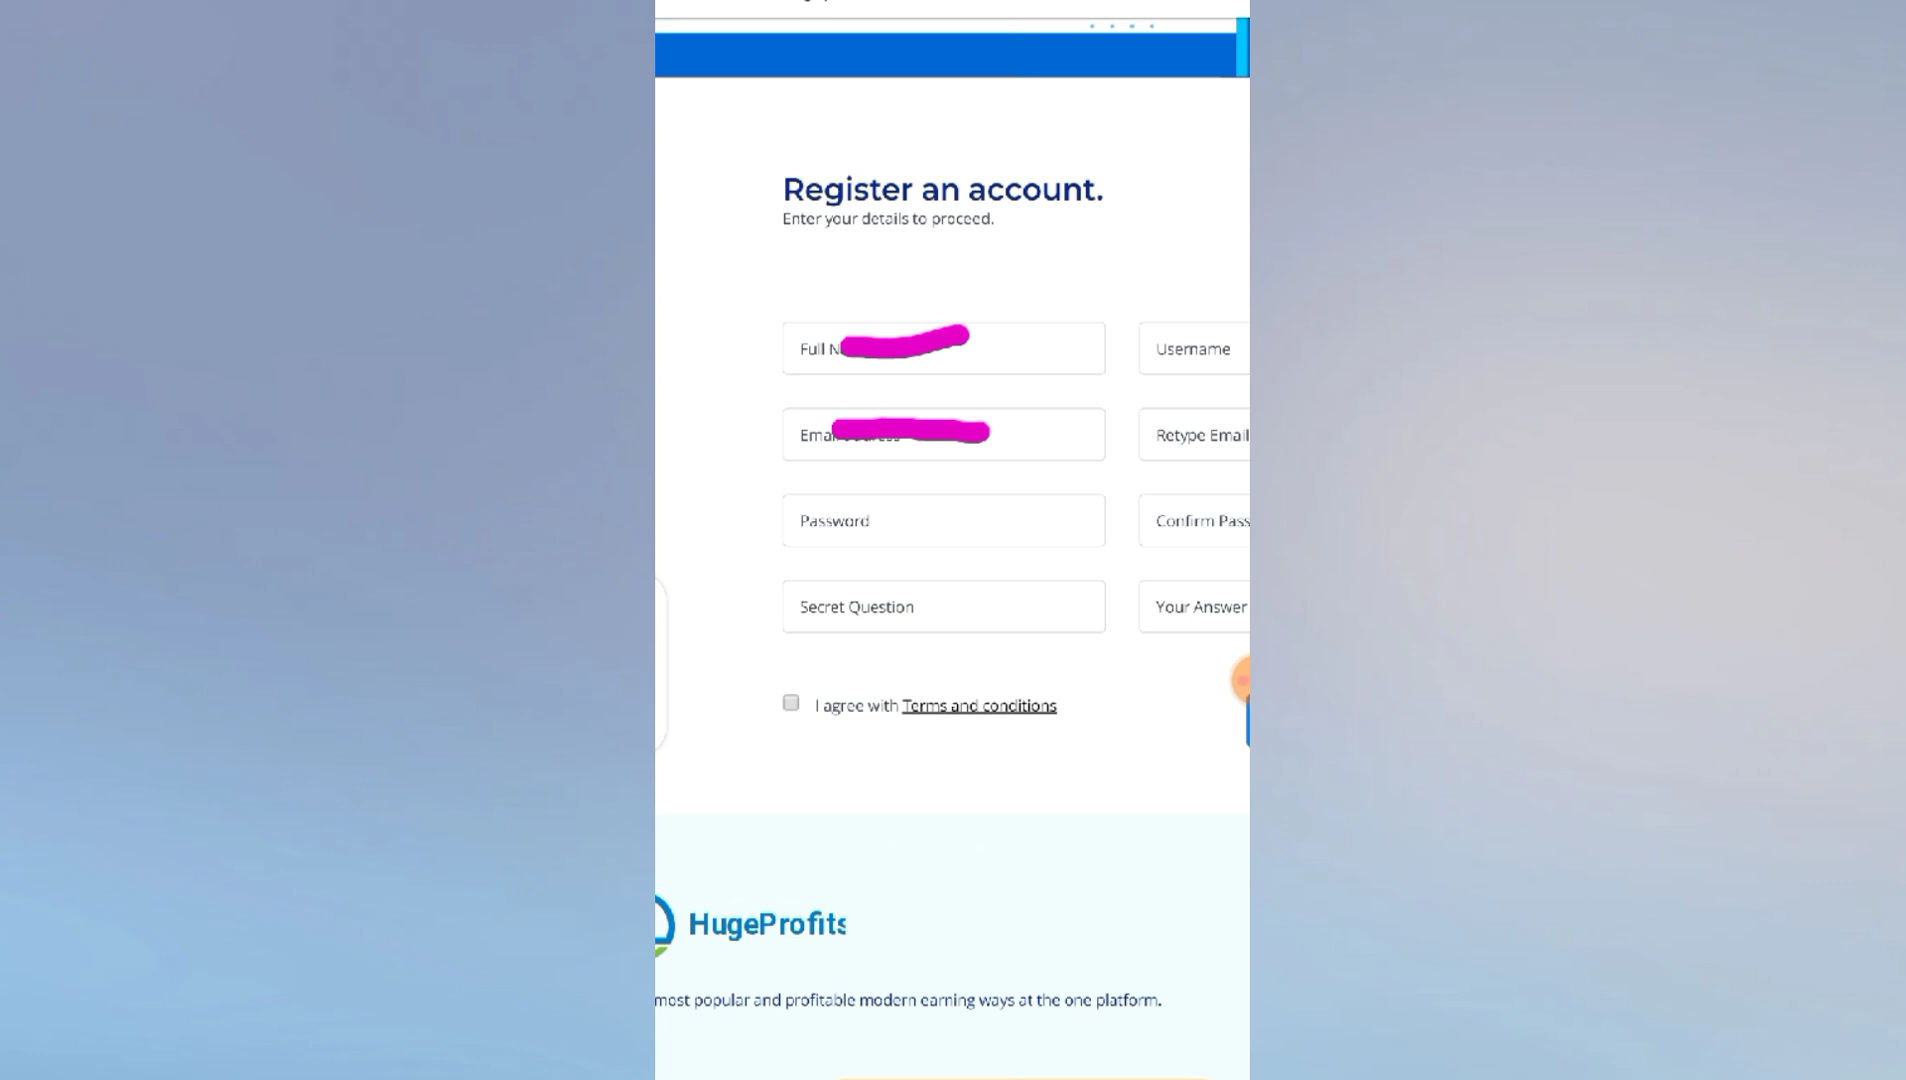 Register an account.
Enter your details to proceed.
Full N
Username
Email
Retype Email
Password
Confirm Pass
Secret Question
Your Answer
I agree with Terms and conditions
HugeProfits
most popular and profitable modern earning ways at the one platform.